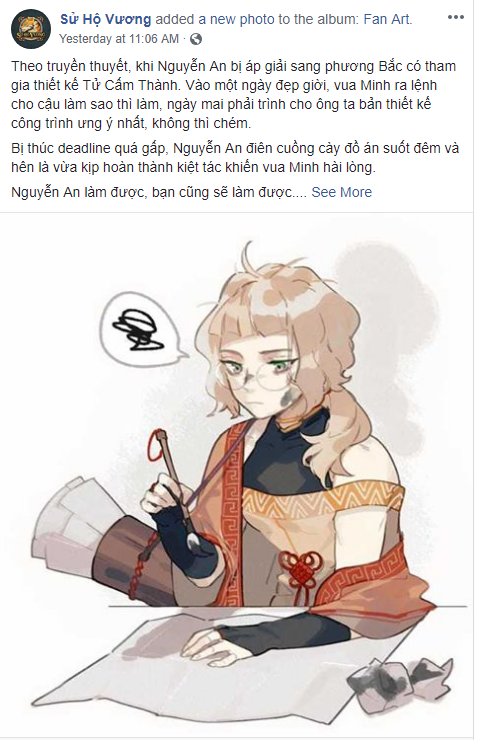 Sử Hộ Vương added a new photo to the album: Fan Art.
Yesterday at 11:06 AM ·
Theo truyền thuyết, khi Nguyễn An bị áp giải sang phương Bắc có tham
gia thiết kế Tử Cấm Thành. Vào một ngày đẹp giời, vua Minh ra lệnh
cho cậu làm sao thì làm, ngày mai phải trình cho ông ta bản thiết kế
công trình ưng ý nhất, không thì chém.
Bị thúc deadline quá gấp, Nguyễn An điên cuồng cày đồ án suốt đêm và
hên là vừa kịp hoàn thành kiệt tác khiến vua Minh hài lòng.
Nguyễn An làm được, bạn cũng sẽ làm được.... See More